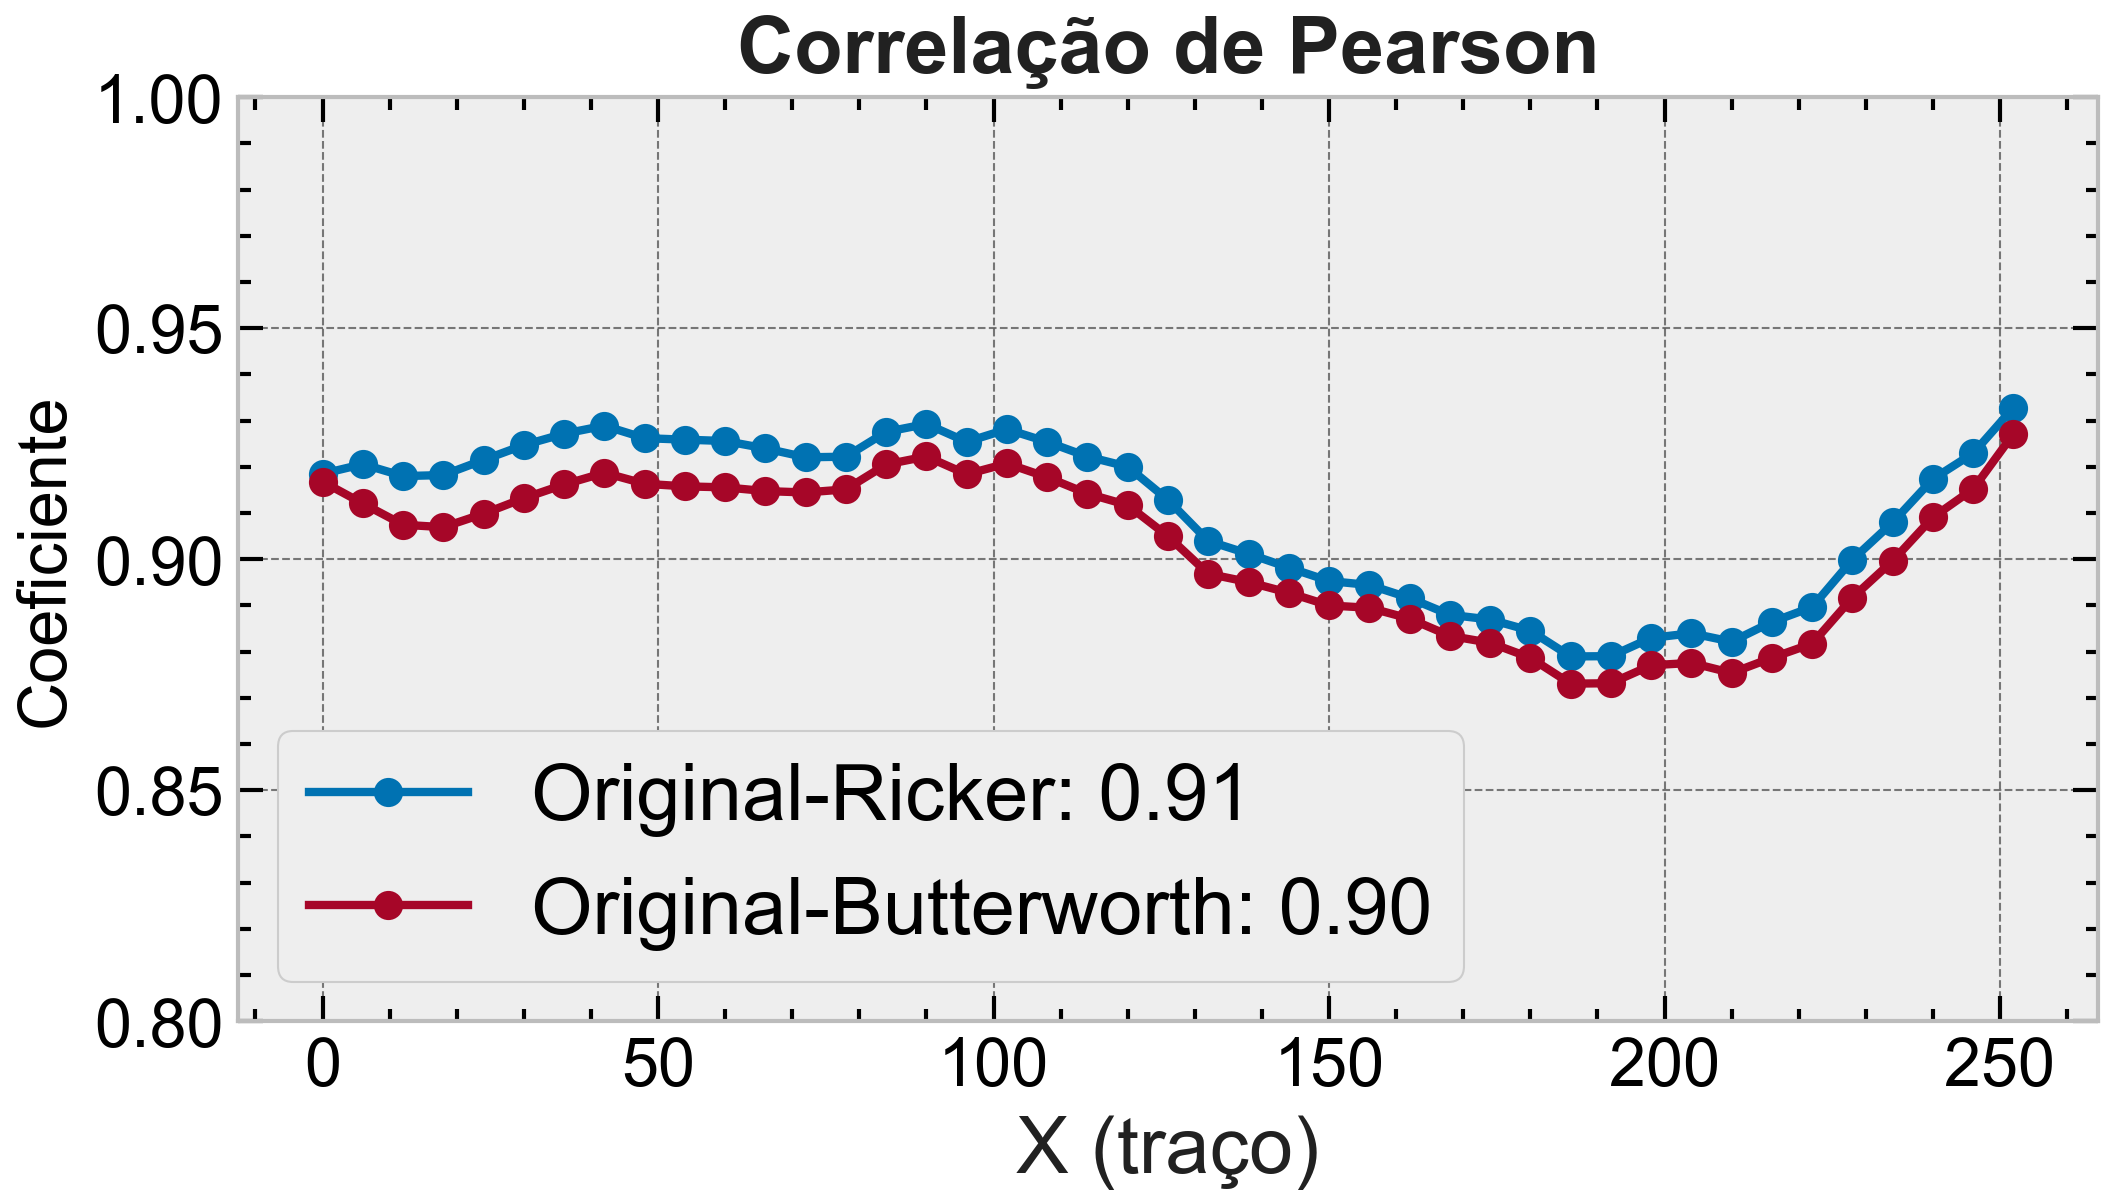 Correlação de Pearson
1.00
0.95
0.90
0.85
0.80
Coeficiente
Original-Ricker: 0.91
Original-Butterworth: 0.90
0 50 100 150 200 250
X (traço)